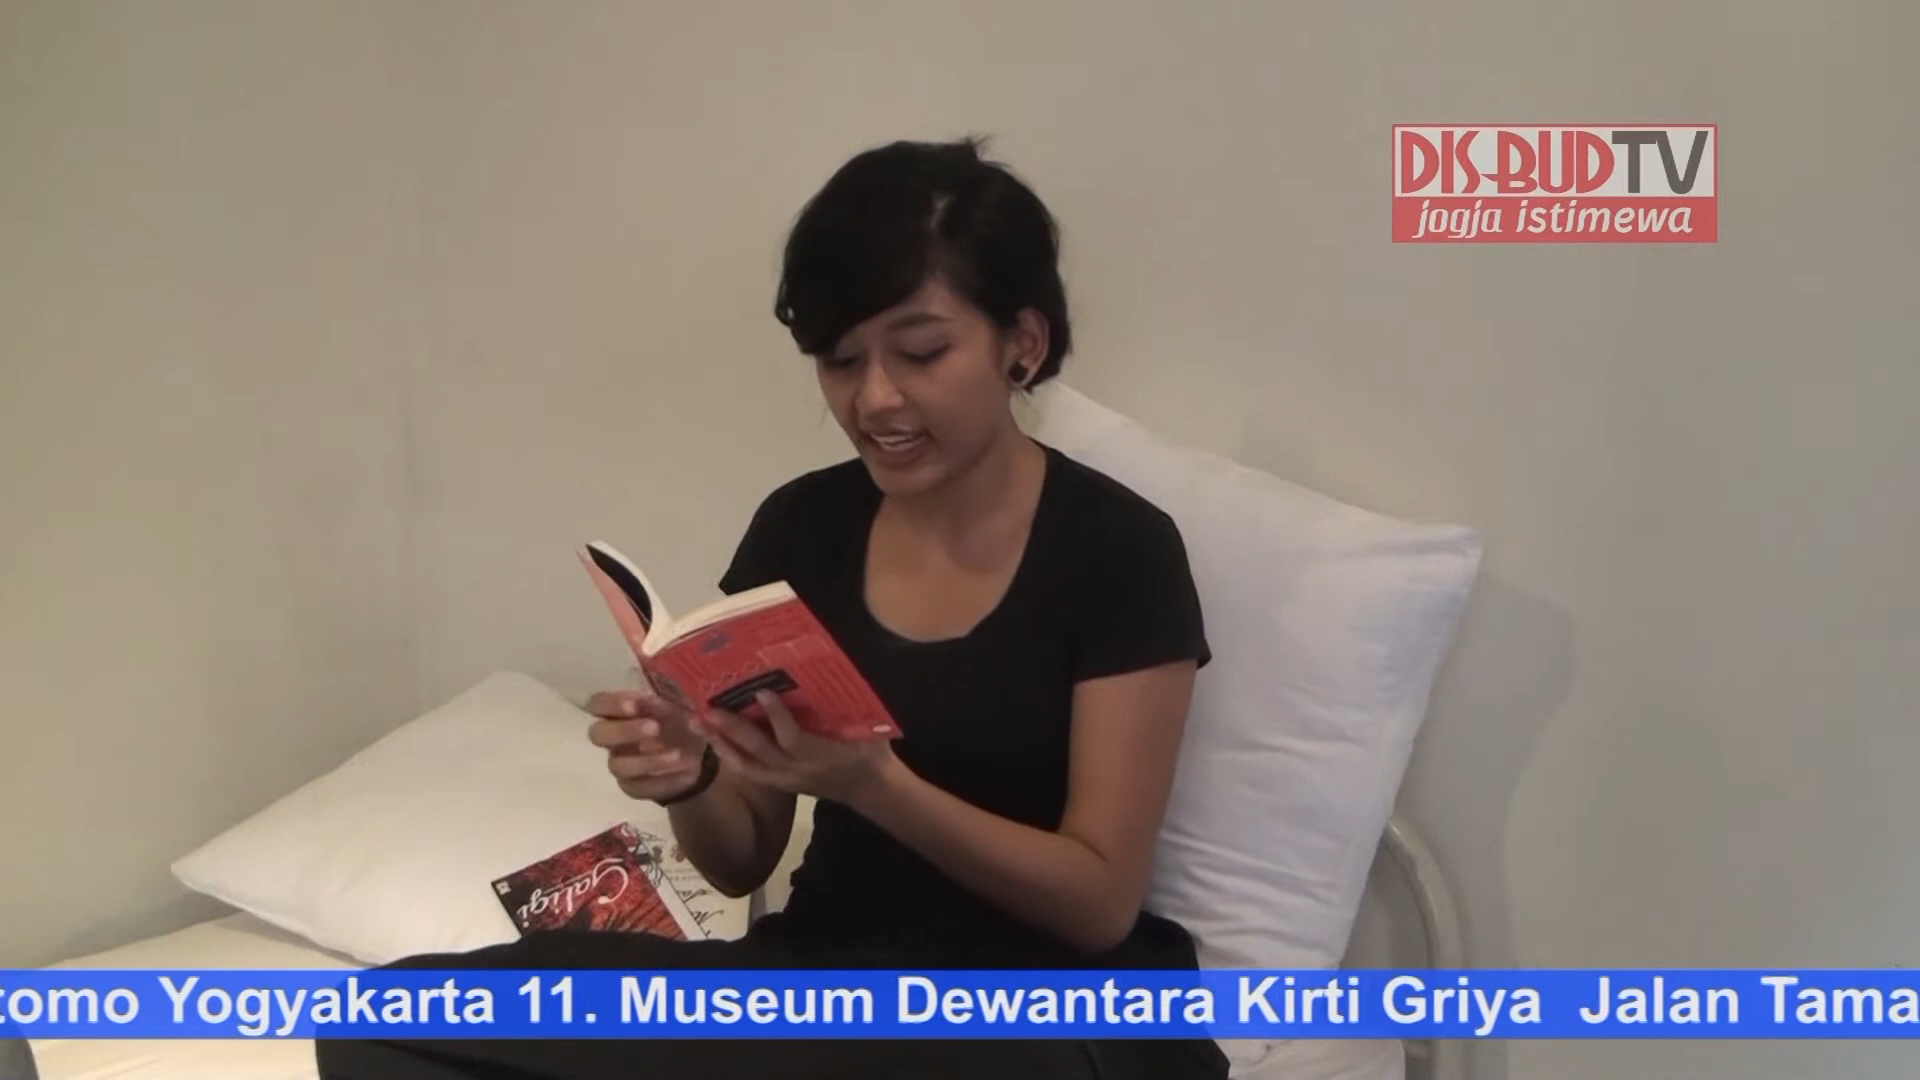 DIS-BUDTV
jogja istimewa
Galigi
tomo Yogyakarta 11. Museum Dewantara Kirti Griya Jalan Tama